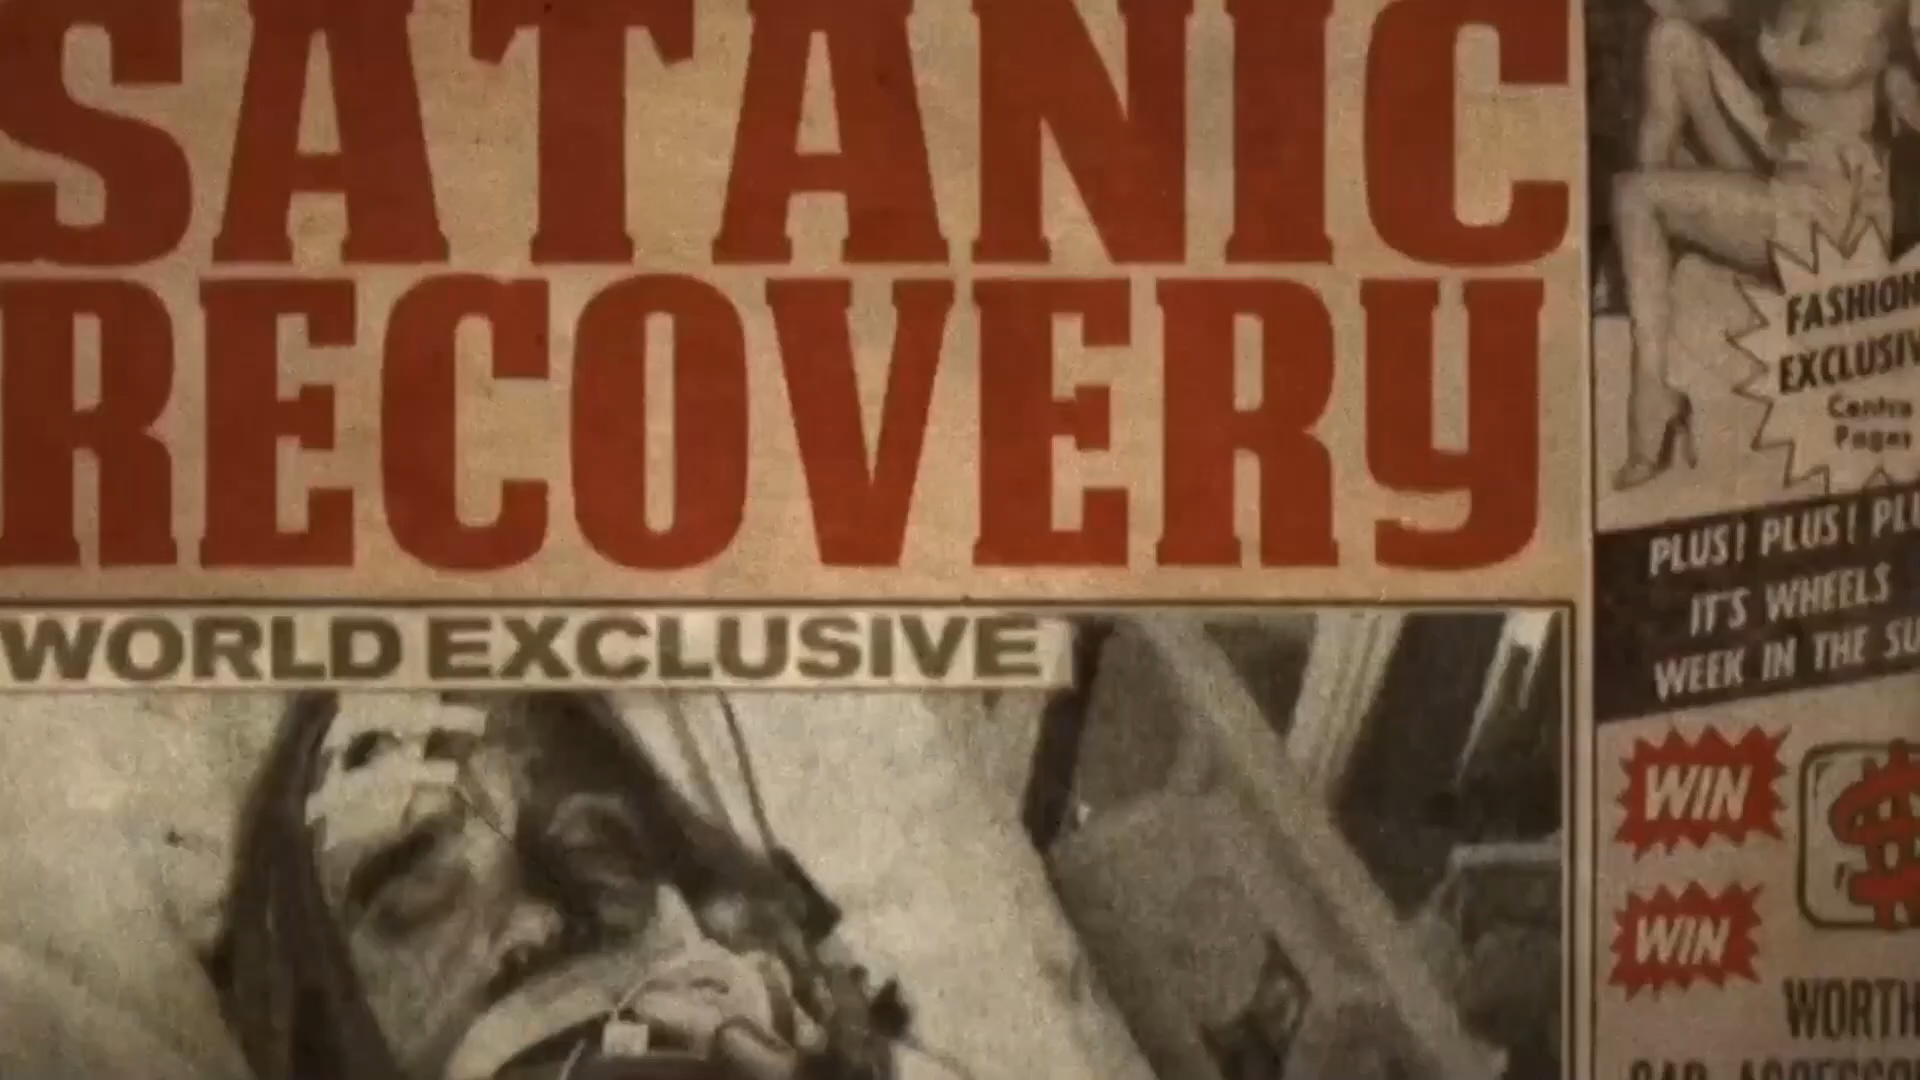 SATANIC
RECOVERY
WORLD EXCLUSIVE
FASHION
EXCLUSIV
Centre
Pages
PLUS! PLUS! PLU
IT'S WHEELS
WEEK IN THE SU
WIN
WIN
WORTH